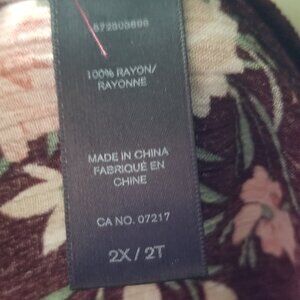 100% RAYON/
RAYONNE
MADE IN CHINA
FABRIQUÉ EN
CHINE
CA NO. 07217
2X / 2T